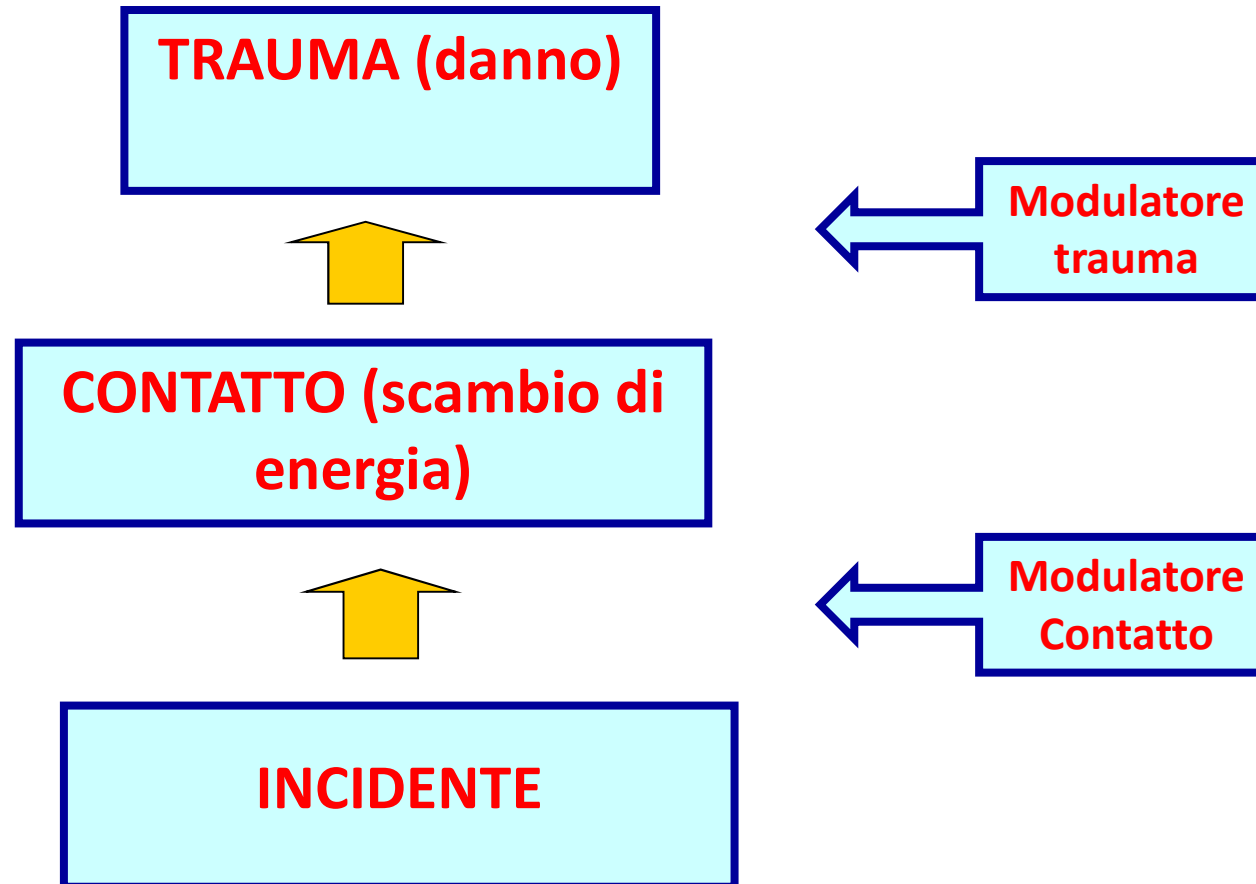 TRAUMA (danno)
Modulatore
trauma
CONTATTO (scambio di
energia)
Modulatore
Contatto
INCIDENTE